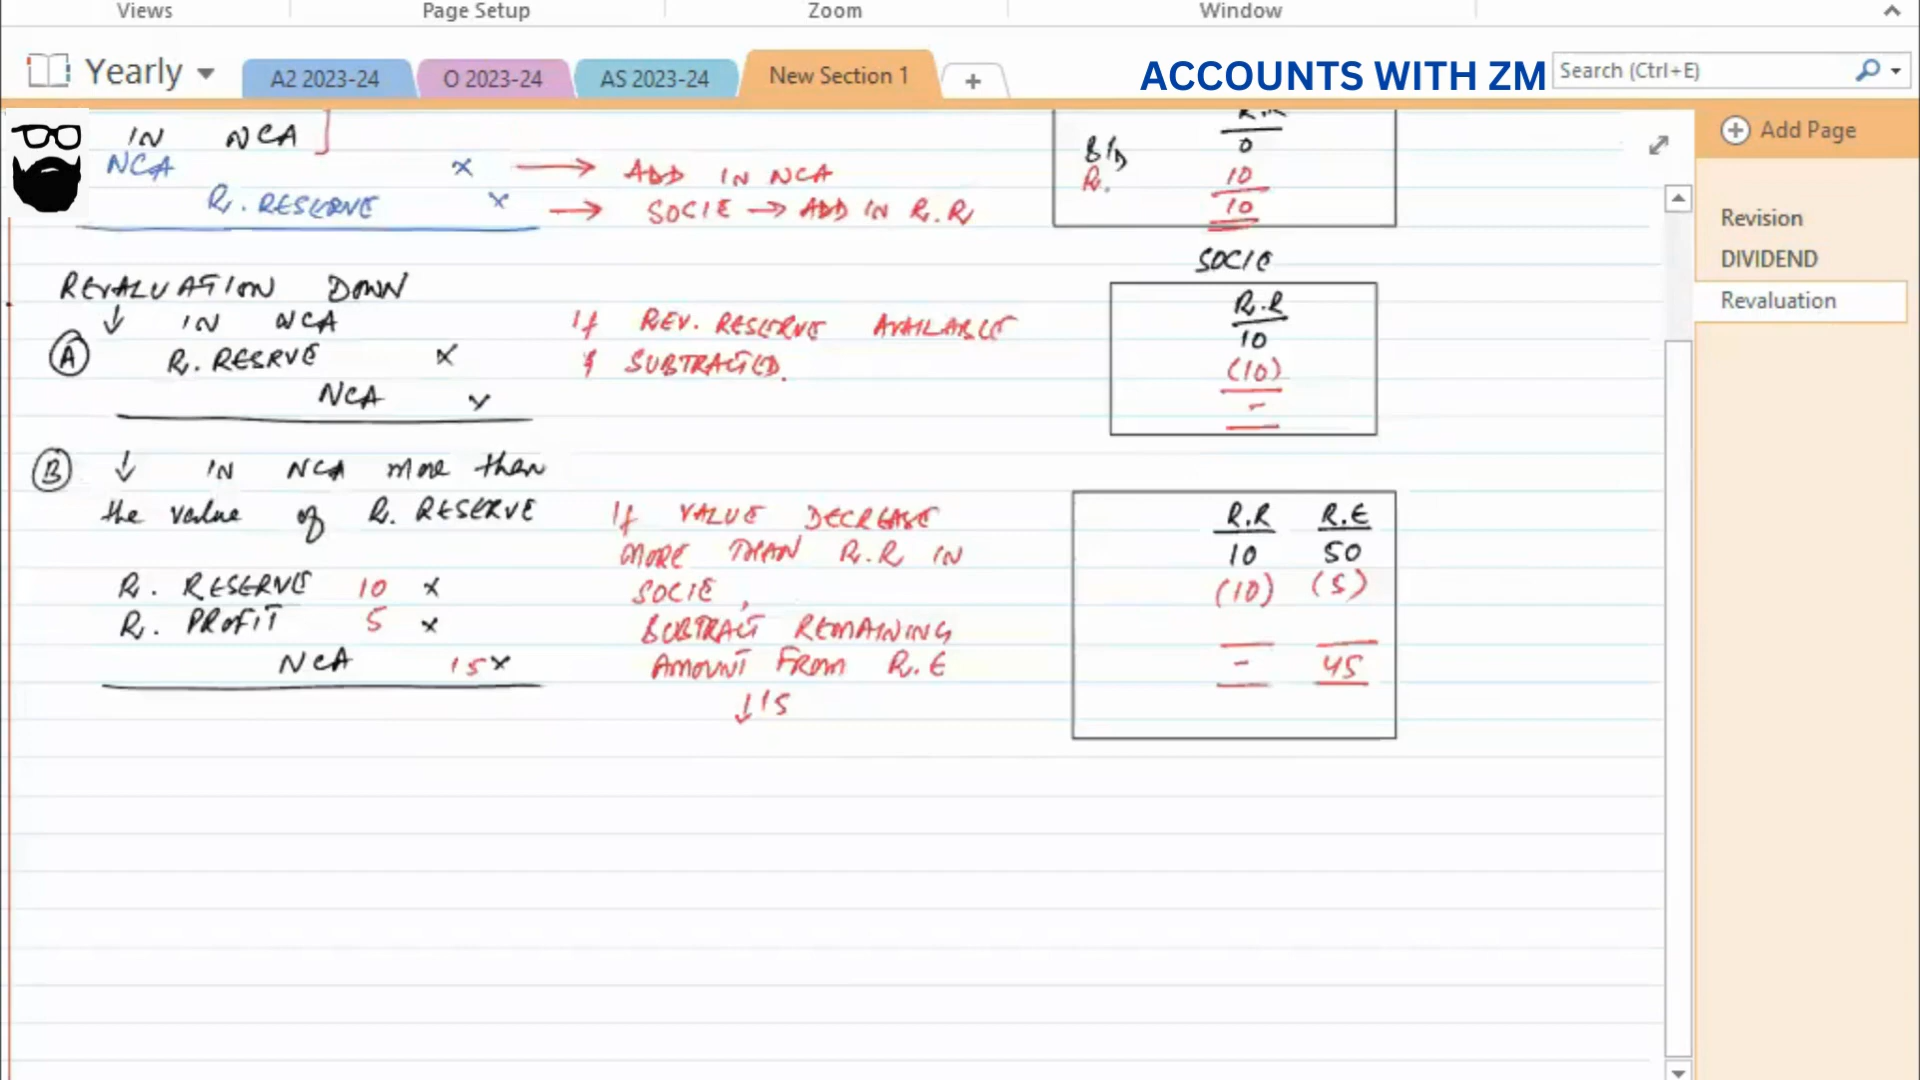 Views Page Setup Zoom Window
Yearly A2 2023-24 O 2023-24 AS 2023-24 New Section 1 + ACCOUNTS WITH ZM Search (Ctrl+E)
Add Page
Revision
DIVIDEND
Revaluation
IN NCA
NCA x → ADD IN NCA
R. RESERVE x → SOCIE → ADD IN R.R
0
B/D
R. 10
10
REVALUATION DOWN
↓ IN NCA
A R. RESRVE x
NCA x
If REV. RESERVE AVAILABLE
& SUBTRACTED.
SOCIE
R.R
10
(10)
-
B ↓ IN NCA more than
the value of R. RESERVE
R. RESERVE 10 x
R. PROFIT 5 x
NCA 15 x
If VALUE DECREASE
MORE THAN R.R IN
SOCIE,
SUBTRACT REMAINING
AMOUNT FROM R.E
↓ 15
R.R R.E
10 50
(10) (5)
- 45